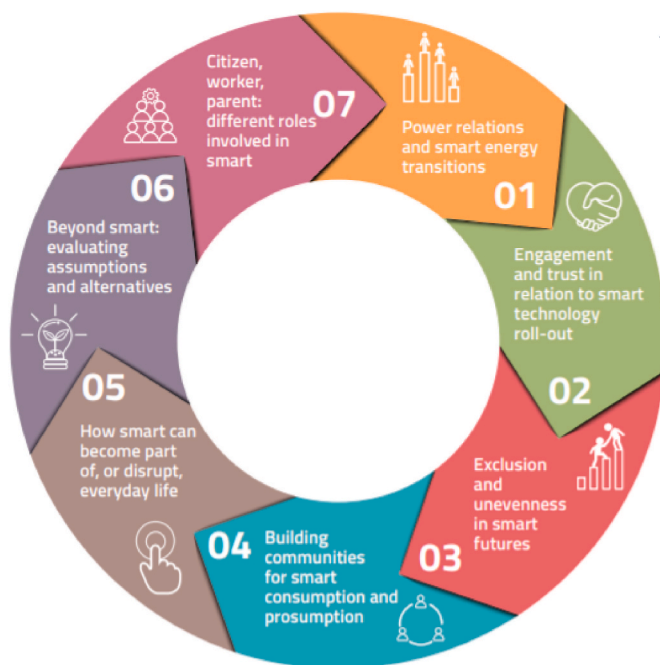 Power relations
and smart energy
transitions
01
Engagement
and trust in
relation to smart
technology
roll-out
02
Exclusion
and
unevenness
in smart
futures
03
04
Building
communities
for smart
consumption and
prosumption
05
How smart can
become part
of, or disrupt,
everyday life
06
Beyond smart:
evaluating
assumptions
and alternatives
07
Citizen,
worker,
parent:
different roles
involved in
smart